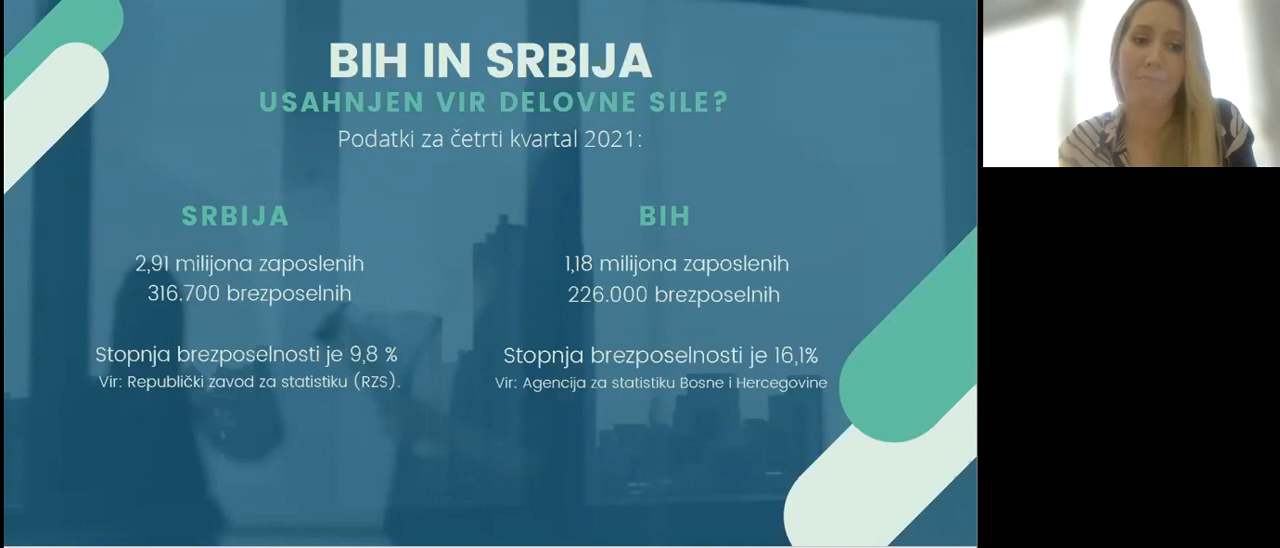 BIH IN SRBIJA
USAHNJEN VIR DELOVNE SILE?
Podatki za četrti kvartal 2021:
SRBIJA
2,91 milijona zaposlenih
316.700 brezposelnih
Stopnja brezposelnosti je 9,8 %
Vir: Republički zavod za statistiku (RZS).
BIH
1,18 milijona zaposlenih
226.000 brezposelnih
Stopnja brezposelnosti je 16,1%
Vir: Agencija za statistiku Bosne i Hercegovine